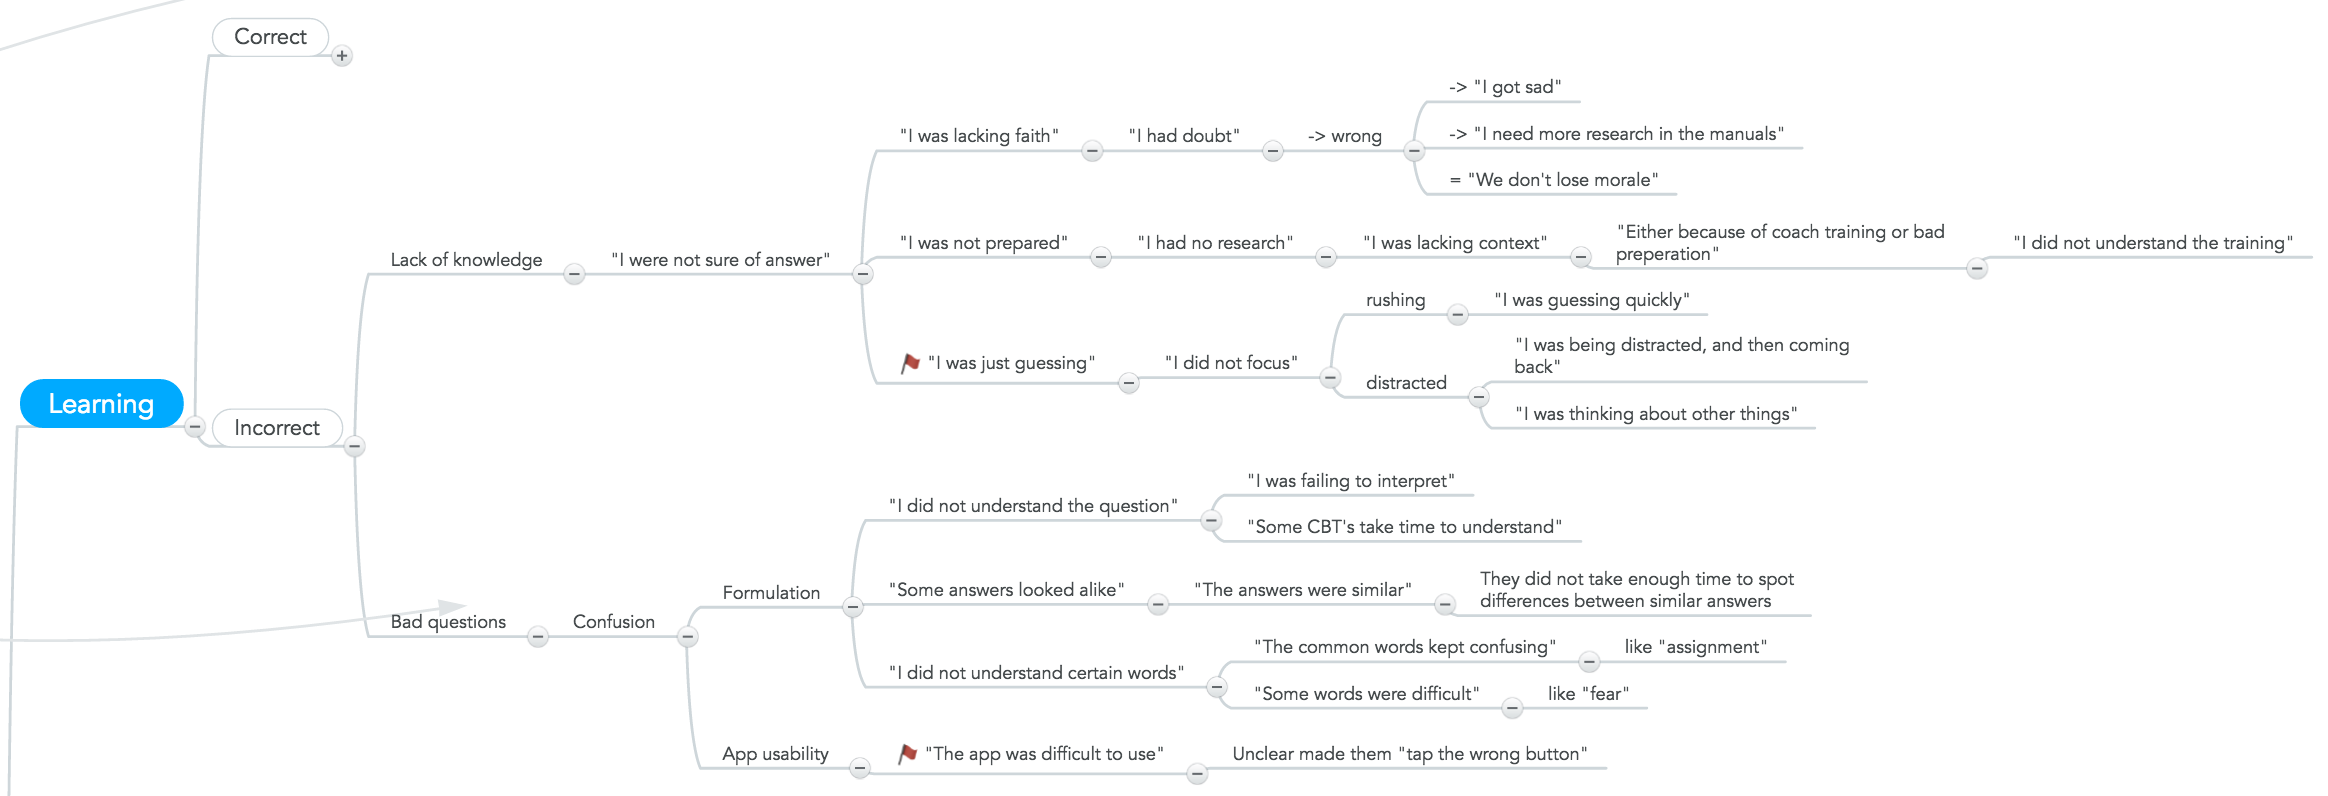 Correct
-> "I got sad"
"I was lacking faith"
"I had doubt"
-> wrong
-> "I need more research in the manuals"
= "We don't lose morale"
Lack of knowledge
"I were not sure of answer"
"I was not prepared"
"I had no research"
"I was lacking context"
"Either because of coach training or bad
preperation"
"I did not understand the training"
"I was just guessing"
"I did not focus"
rushing
"I was guessing quickly"
distracted
"I was being distracted, and then coming
back"
"I was thinking about other things"
Learning
Incorrect
Bad questions
Confusion
Formulation
"I did not understand the question"
"I was failing to interpret"
"Some CBT's take time to understand"
"Some answers looked alike"
"The answers were similar"
They did not take enough time to spot
differences between similar answers
"I did not understand certain words"
"The common words kept confusing"
like "assignment"
"Some words were difficult"
like "fear"
App usability
"The app was difficult to use"
Unclear made them "tap the wrong button"